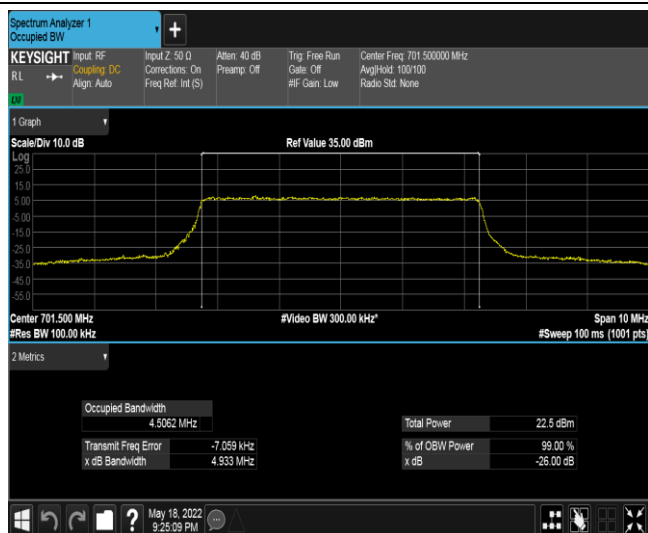 Spectrum Analyzer 1
Occupied BW
+
KEYSIGHT Input: RF Input Z: 50 Ω Atten: 40 dB Trig: Free Run Center Freq: 701.500000 MHz
RL Coupling: DC Corrections: On Preamp: Off Gate: Off Avg|Hold: 100/100
Align: Auto Freq Ref: Int (S) #IF Gain: Low Radio Std: None
1 Graph
Scale/Div 10.0 dB Ref Value 35.00 dBm
Log
25.0
15.0
5.00
-5.00
-15.0
-25.0
-35.0
-45.0
-55.0
Center 701.500 MHz #Video BW 300.00 kHz* Span 10 MHz
#Res BW 100.00 kHz #Sweep 100 ms (1001 pts)
2 Metrics
Occupied Bandwidth
4.5062 MHz Total Power 22.5 dBm
Transmit Freq Error -7.059 kHz % of OBW Power 99.00 %
x dB Bandwidth 4.933 MHz x dB -26.00 dB
? May 18, 2022
9:25:09 PM